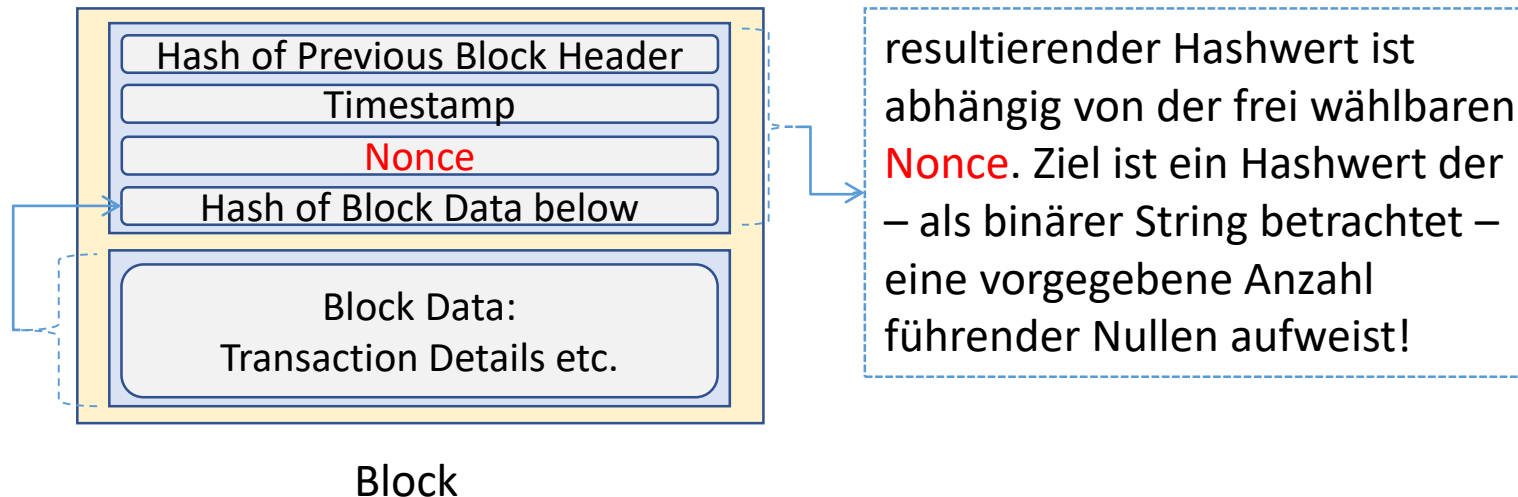 Hash of Previous Block Header
Timestamp
Nonce
Hash of Block Data below
Block Data:
Transaction Details etc.
Block
resultierender Hashwert ist
abhängig von der frei wählbaren
Nonce. Ziel ist ein Hashwert der
– als binärer String betrachtet –
eine vorgegebene Anzahl
führender Nullen aufweist!